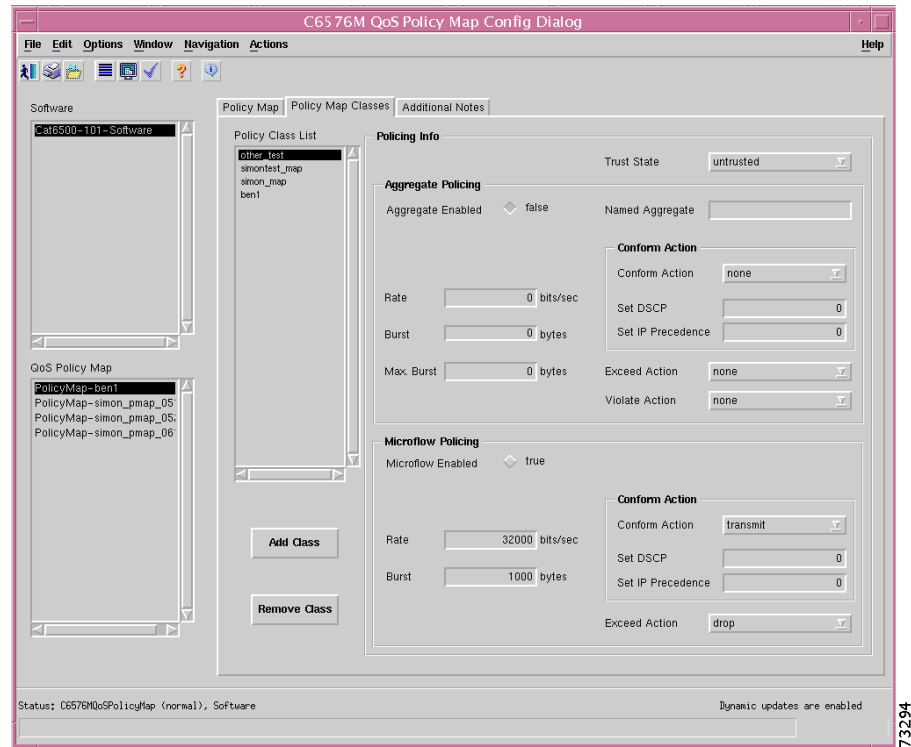 C6576M QoS Policy Map Config Dialog
File Edit Options Window Navigation Actions Help
Software
Cat6500-101-Software
QoS Policy Map
PolicyMap-ben1
PolicyMap-simon_pmap_05
PolicyMap-simon_pmap_05
PolicyMap-simon_pmap_06
Policy Map Policy Map Classes Additional Notes
Policy Class List
other_test
simontest_map
simon_map
ben1
Add Class
Remove Class
Policing Info
Trust State untrusted
Aggregate Policing
Aggregate Enabled false
Named Aggregate
Rate 0 bits/sec
Burst 0 bytes
Max. Burst 0 bytes
Conform Action
Conform Action none
Set DSCP 0
Set IP Precedence 0
Exceed Action none
Violate Action none
Microflow Policing
Microflow Enabled true
Rate 32000 bits/sec
Burst 1000 bytes
Conform Action
Conform Action transmit
Set DSCP 0
Set IP Precedence 0
Exceed Action drop
Status: C6576MQoSPolicyMap (normal), Software
Dynamic updates are enabled
73294